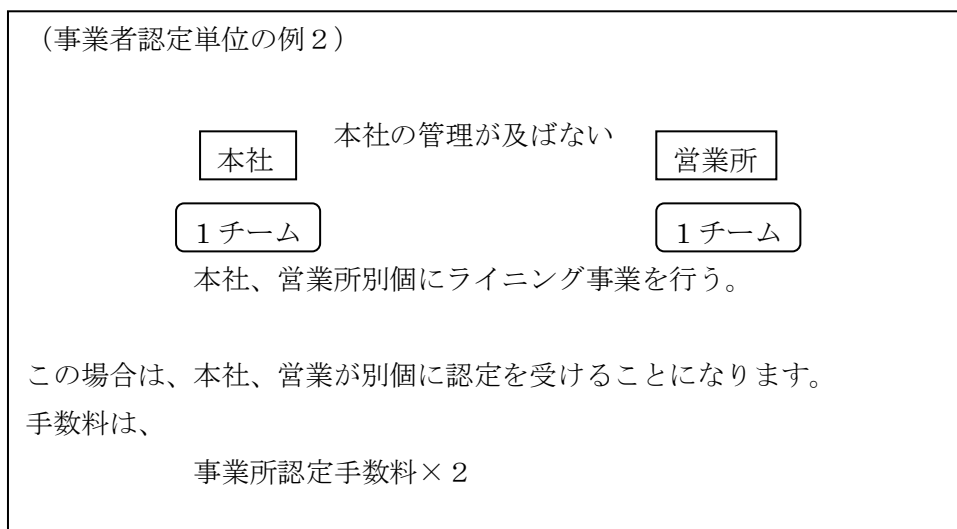 （事業者認定単位の例２）
本社の管理が及ばない
本社
営業所
１チーム
１チーム
本社、営業所別個にライニング事業を行う。
この場合は、本社、営業が別個に認定を受けることになります。
手数料は、
事業所認定手数料×２